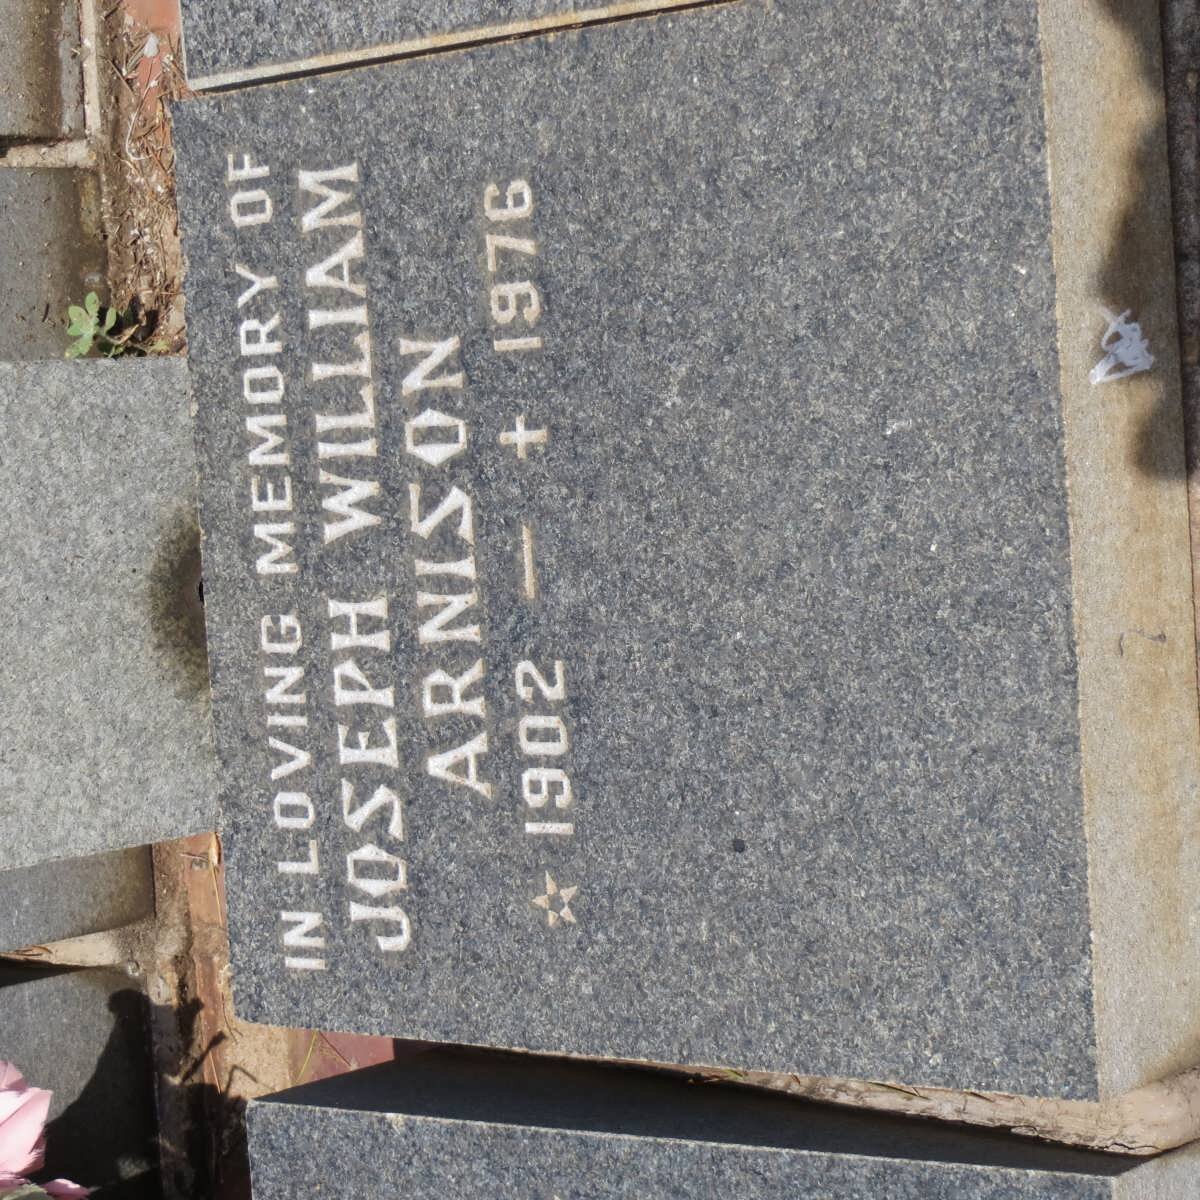 IN LOVING MEMORY OF
JOSEPH WILLIAM
ARNISON
☆ 1902 — + 1976